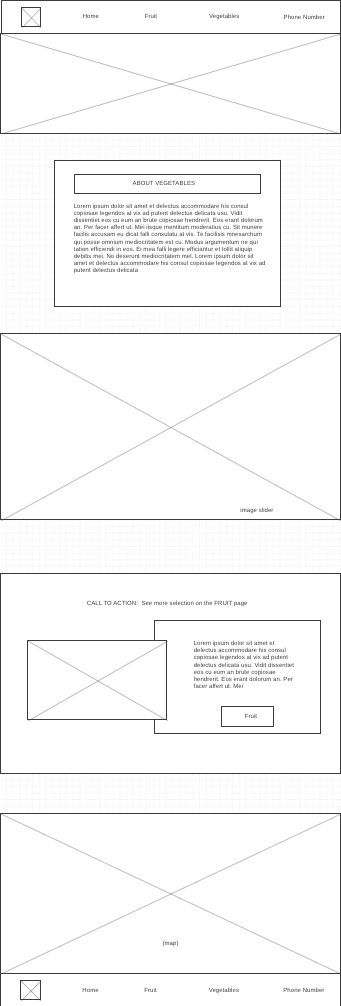 Home Fruit Vegetables Phone Number
ABOUT VEGETABLES
Lorem ipsum dolor sit amet et delectus accommodare his consul
copiosae legendos at vix ad putent delectus delicata usu. Vidit
dissentiet eos cu eum an brute copiosae hendrerit. Eos erant dolorum
an. Per facer affert ut. Mei iisque mentitum moderatius cu. Sit munere
facilis accusam eu dicat falli consulatu at vis. Te facilisis mnesarchum
qui posse omnium mediocritatem est cu. Modus argumentum ne qui
tation efficiendi in eos. Ei mea falli legere efficiantur et tollit aliquip
debitis mei. No deserunt mediocritatem mel. Lorem ipsum dolor sit
amet et delectus accommodare his consul copiosae legendos at vix ad
putent delectus delicata
image slider
CALL TO ACTION: See more selection on the FRUIT page
Lorem ipsum dolor sit amet et
delectus accommodare his consul
copiosae legendos at vix ad putent
delectus delicata usu. Vidit dissentiet
eos cu eum an brute copiosae
hendrerit. Eos erant dolorum an. Per
facer affert ut. Mei
Fruit
(map)
Home Fruit Vegetables Phone Number